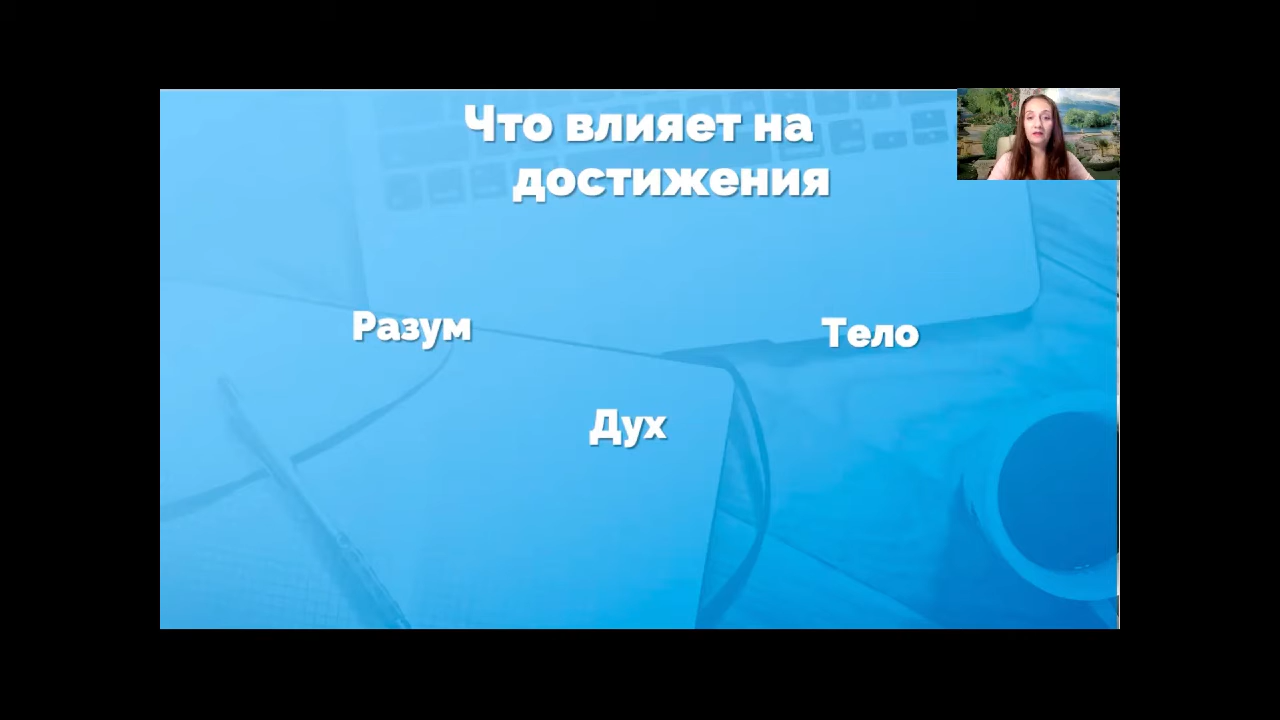 Что влияет на
достижения
Разум
Тело
Дух